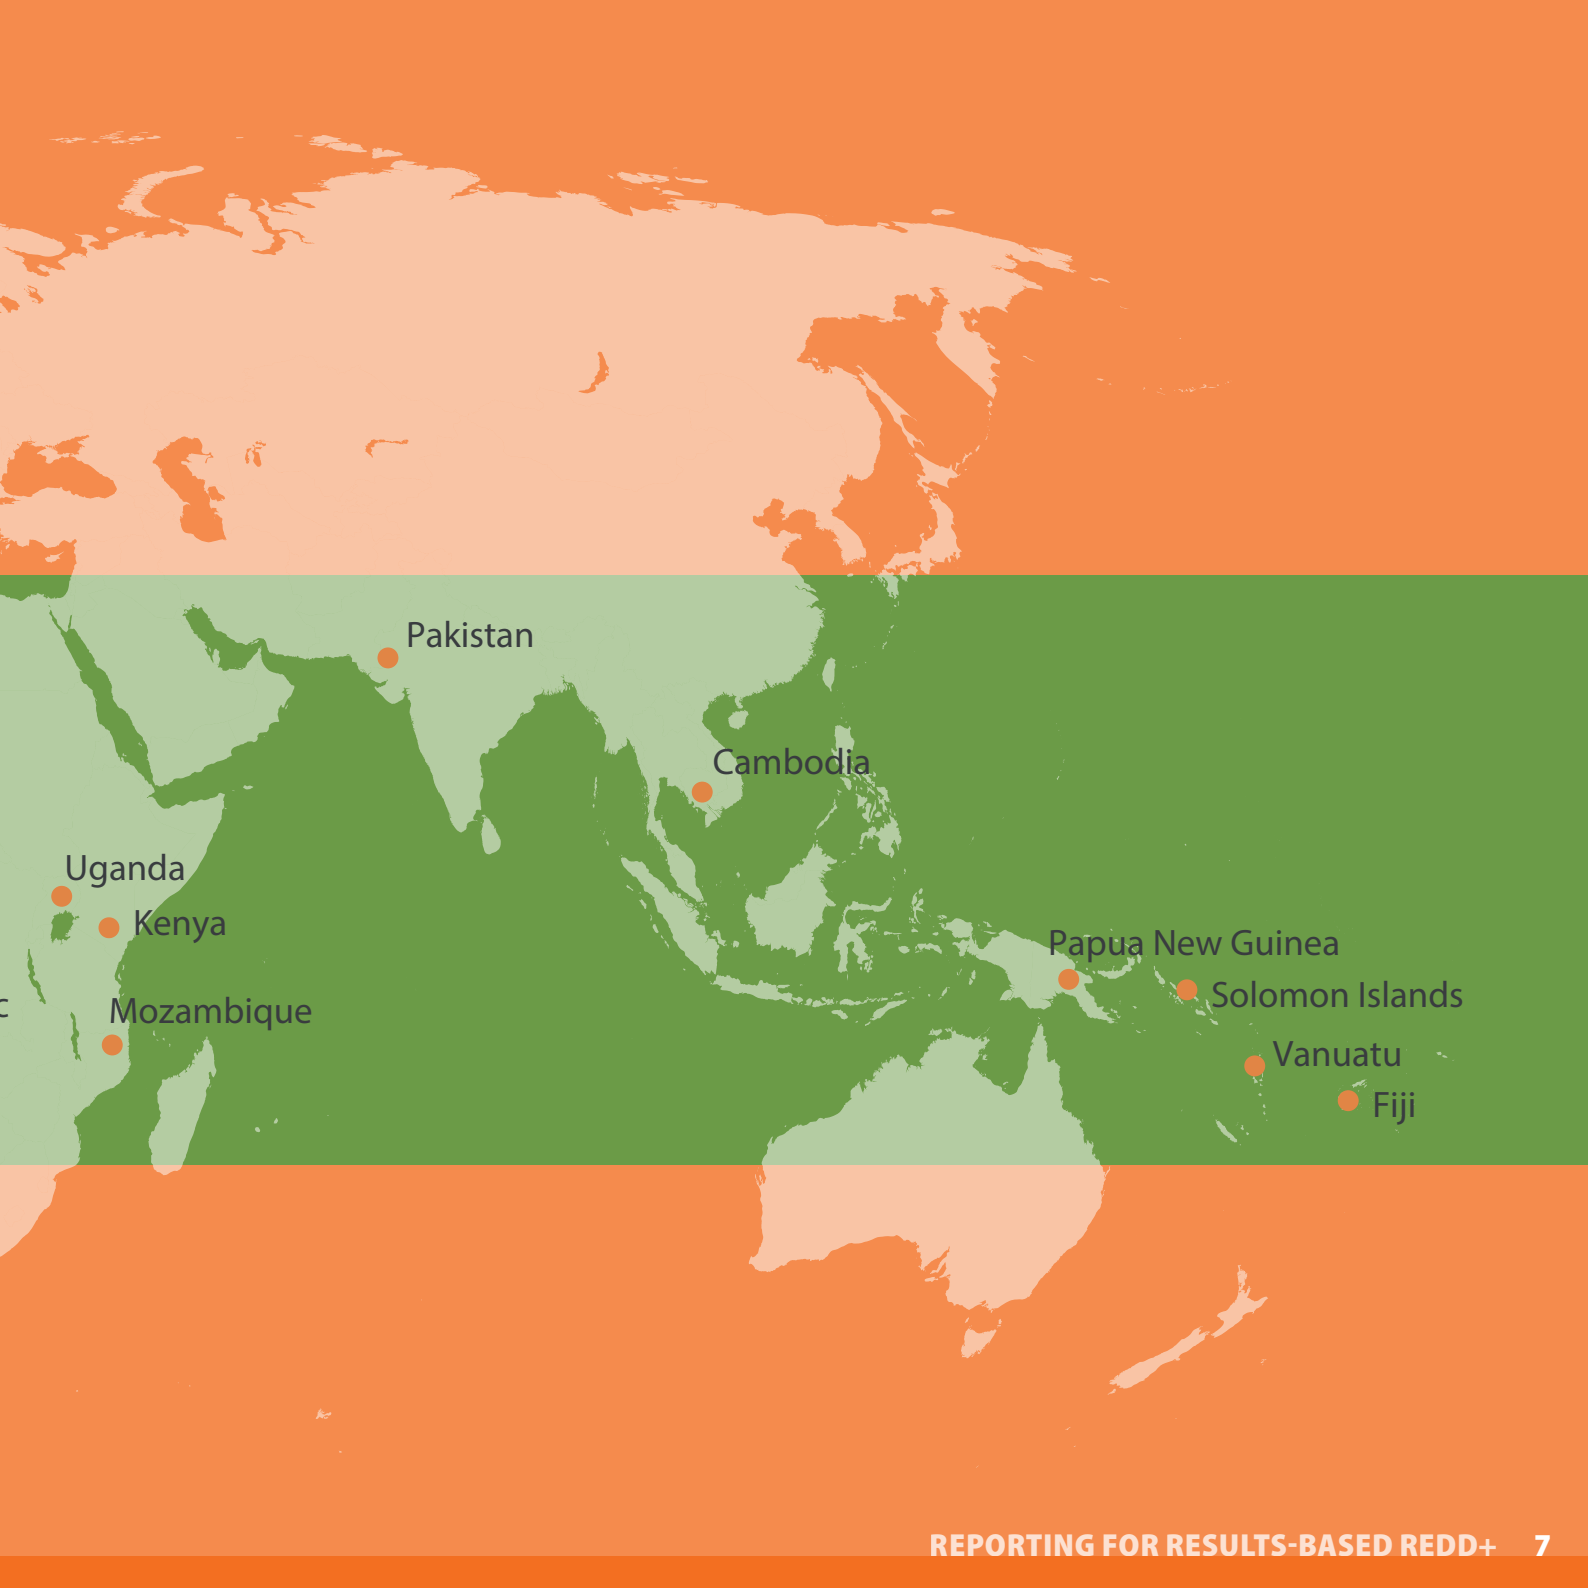 Pakistan
Cambodia
Uganda
Kenya
Papua New Guinea
Solomon Islands
c
Mozambique
Vanuatu
Fiji
REPORTING FOR RESULTS-BASED REDD+ 7